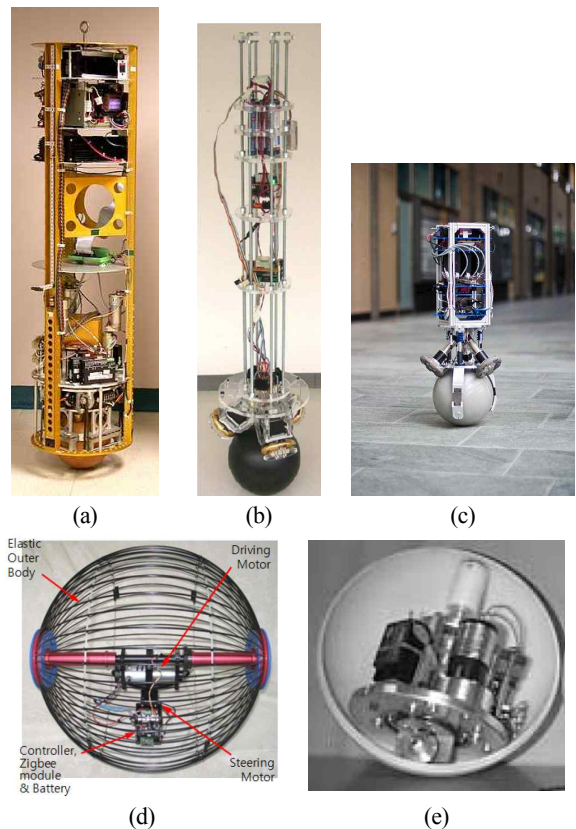 (a)
(b)
(c)
Elastic
Outer
Body
Driving
Motor
Controller,
Zigbee
module
& Battery
Steering
Motor
(d)
(e)